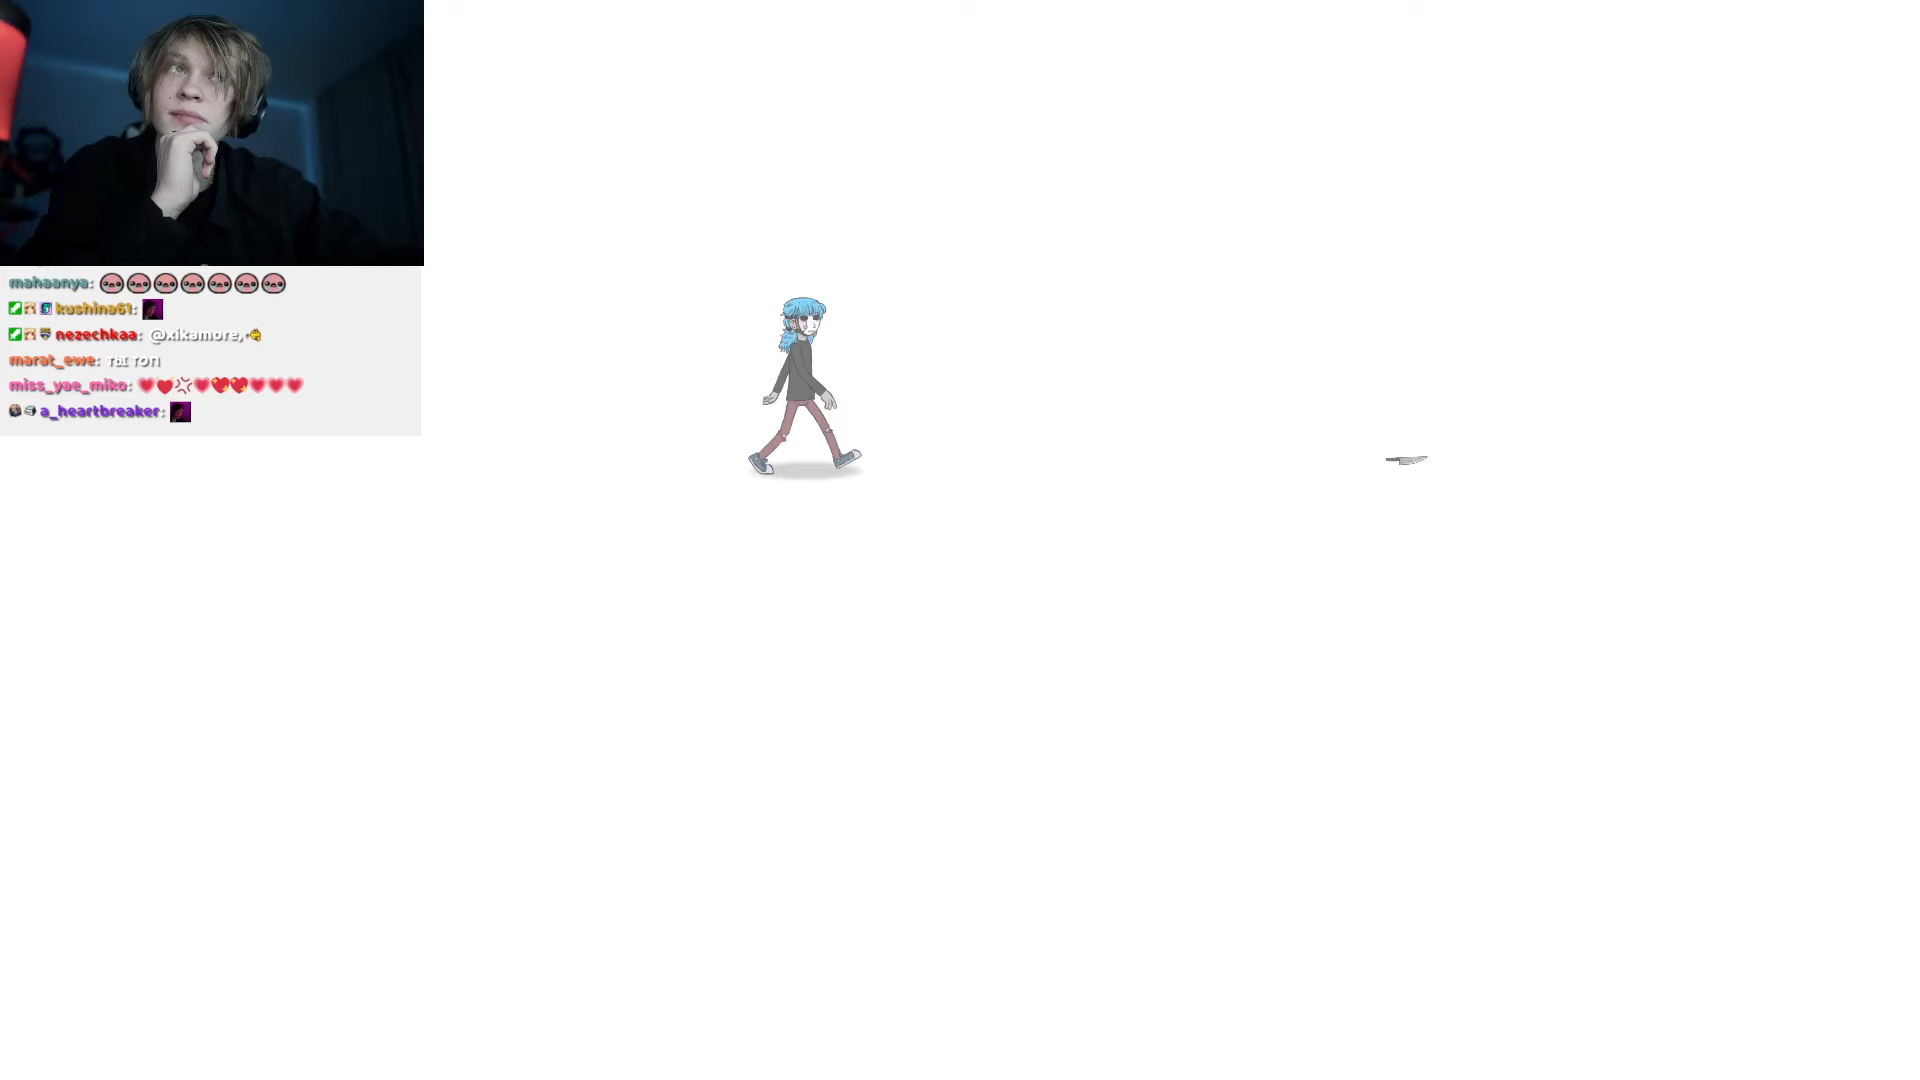 mahaanya:
kushina61:
nezechkaa: @xikamore,
marat_ewe: ты топ
miss_yae_miko:
a_heartbreaker: